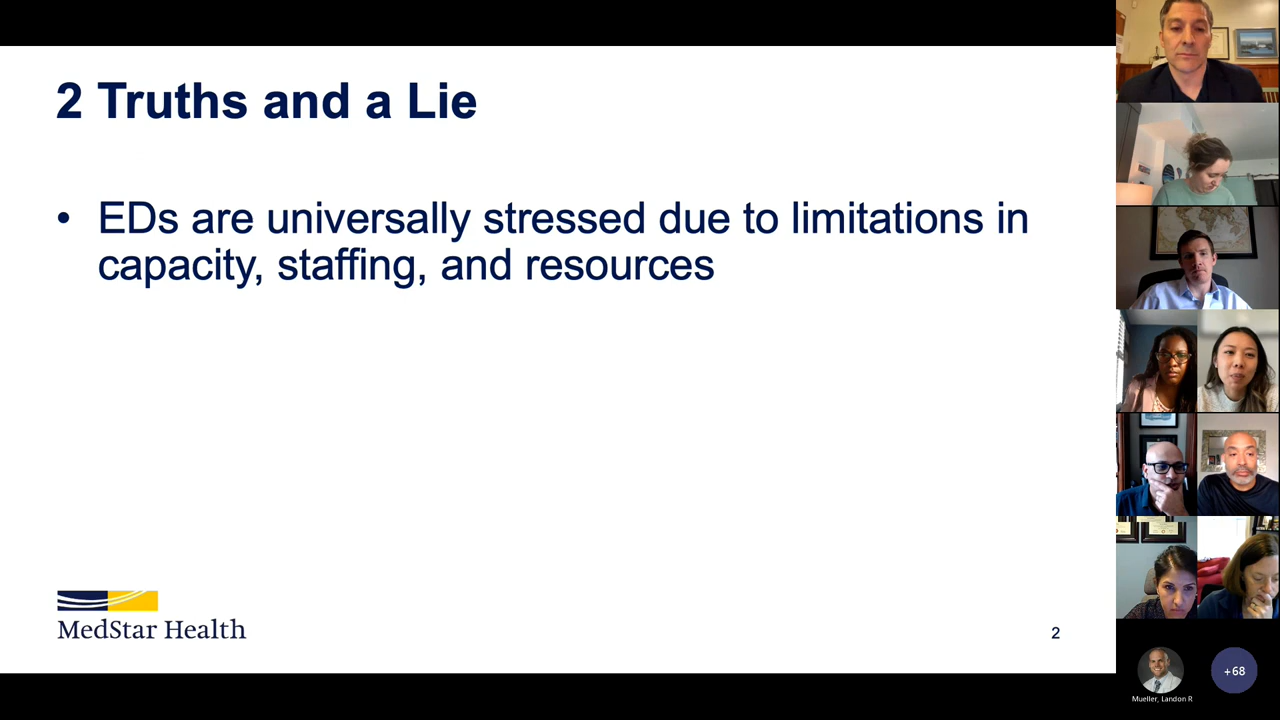 2 Truths and a Lie
• EDs are universally stressed due to limitations in
capacity, staffing, and resources
MedStar Health
2
Mueller, Landon R
+68